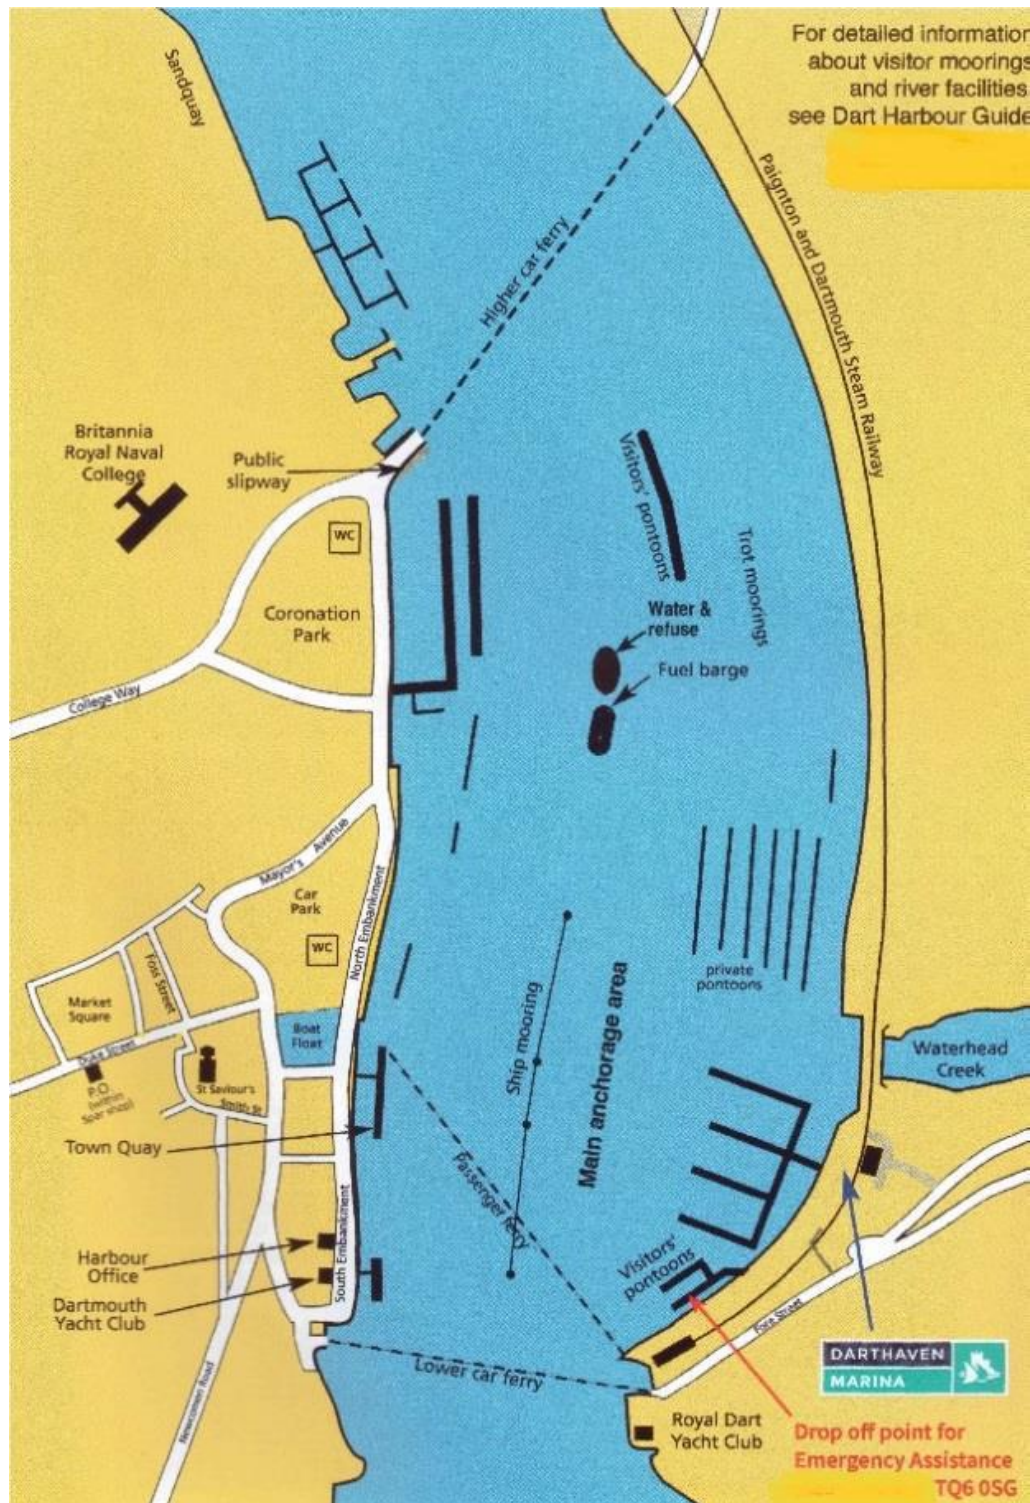 For detailed information
about visitor moorings
and river facilities
see Dart Harbour Guide
Sandquay
Paignton and Dartmouth Steam Railway
Higher car ferry
Britannia
Royal Naval
College
Public
slipway
Visitors' pontoons
WC
Trot moorings
Coronation
Park
Water &
refuse
Fuel barge
College Way
Mayor's Avenue
Car
Park
WC
North Embankment
private
pontoons
Foss Street
Market
Square
Ship mooring
Main anchorage area
Boat
Float
Duke Street
Waterhead
Creek
P.O
(within
Spar shop)
St Saviour's
Smith St
Town Quay
Passenger ferry
Harbour
Office
South Embankment
Visitors'
pontoons
Dartmouth
Yacht Club
Fore Street
DARTHAVEN
MARINA
Lower car ferry
Newcomen Road
Royal Dart
Yacht Club
Drop off point for
Emergency Assistance
TQ6 0SG